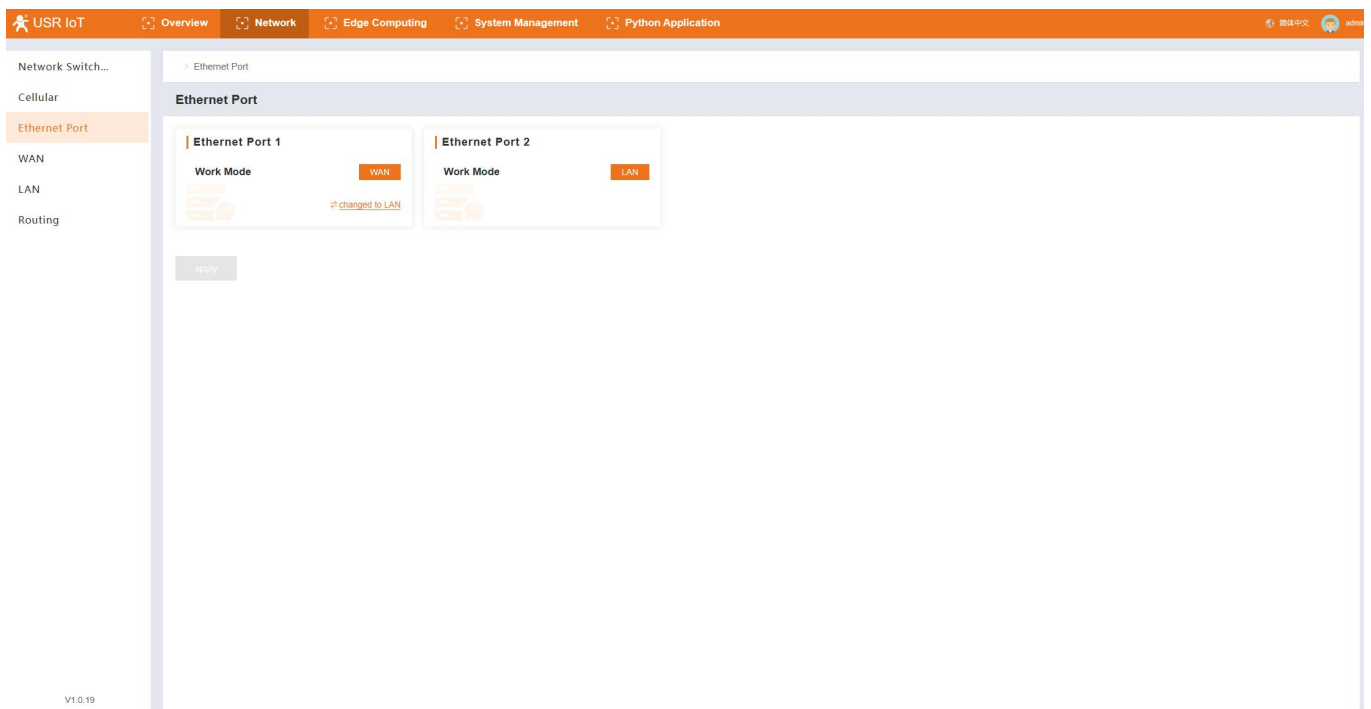 USR IoT Overview Network Edge Computing System Management Python Application 简体中文 admin
Network Switch...
Cellular
Ethernet Port
WAN
LAN
Routing
V1.0.19
> Ethernet Port
Ethernet Port
Ethernet Port 1
Work Mode WAN
changed to LAN
Ethernet Port 2
Work Mode LAN
apply